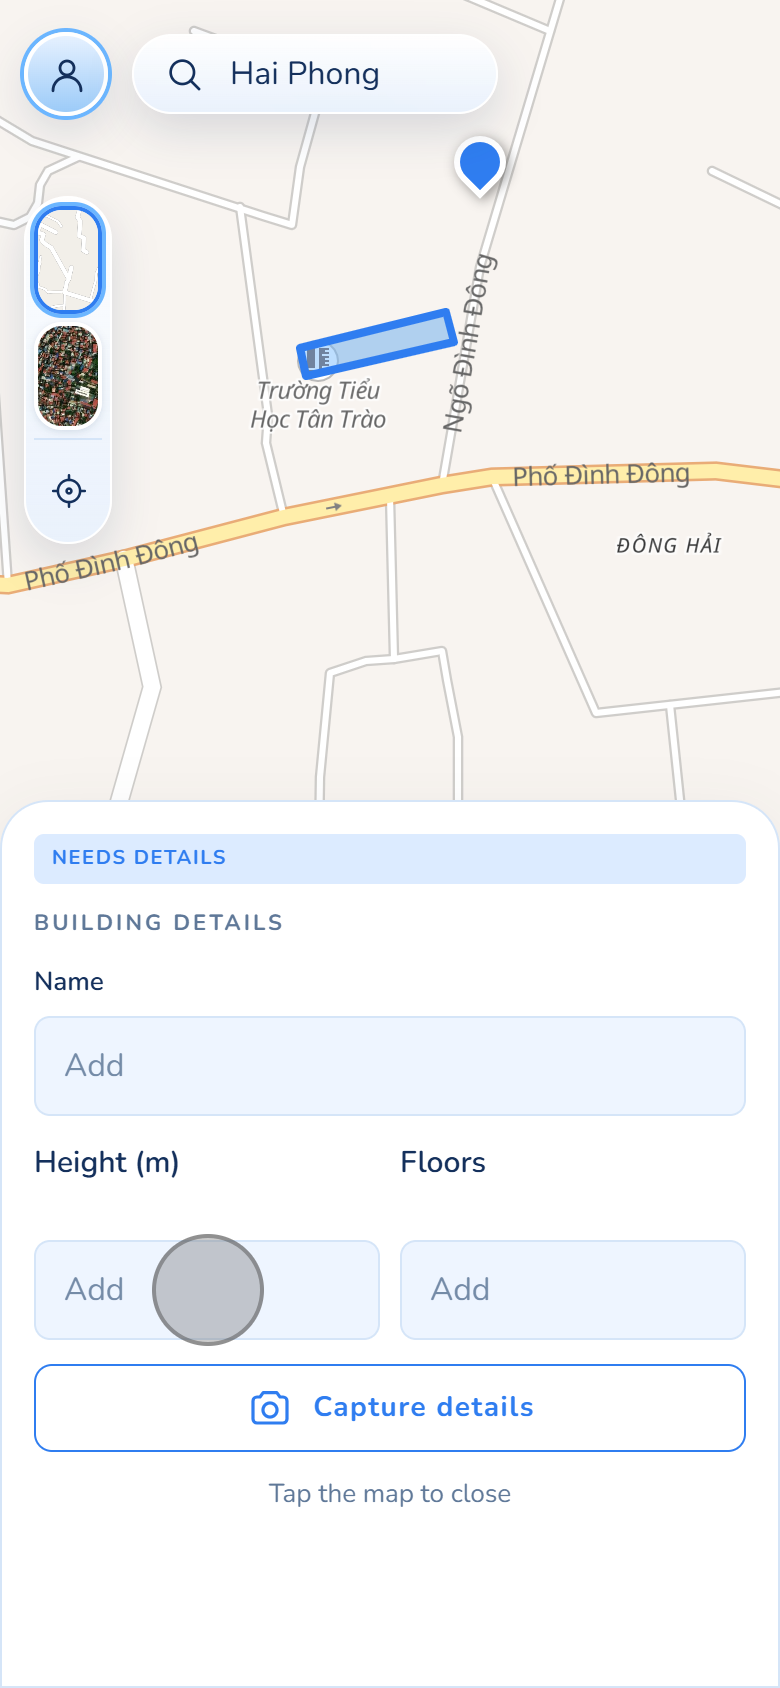 Hai Phong
Ngõ Đình Đông
Trường Tiểu
Học Tân Trào
Phố Đình Đông
ĐÔNG HẢI
Phố Đình Đông
NEEDS DETAILS
BUILDING DETAILS
Name
Add
Height (m)
Floors
Add
Add
Capture details
Tap the map to close